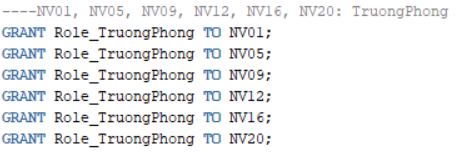 ----NV01, NV05, NV09, NV12, NV16, NV20: TruongPhong
GRANT Role_TruongPhong TO NV01;
GRANT Role_TruongPhong TO NV05;
GRANT Role_TruongPhong TO NV09;
GRANT Role_TruongPhong TO NV12;
GRANT Role_TruongPhong TO NV16;
GRANT Role_TruongPhong TO NV20;